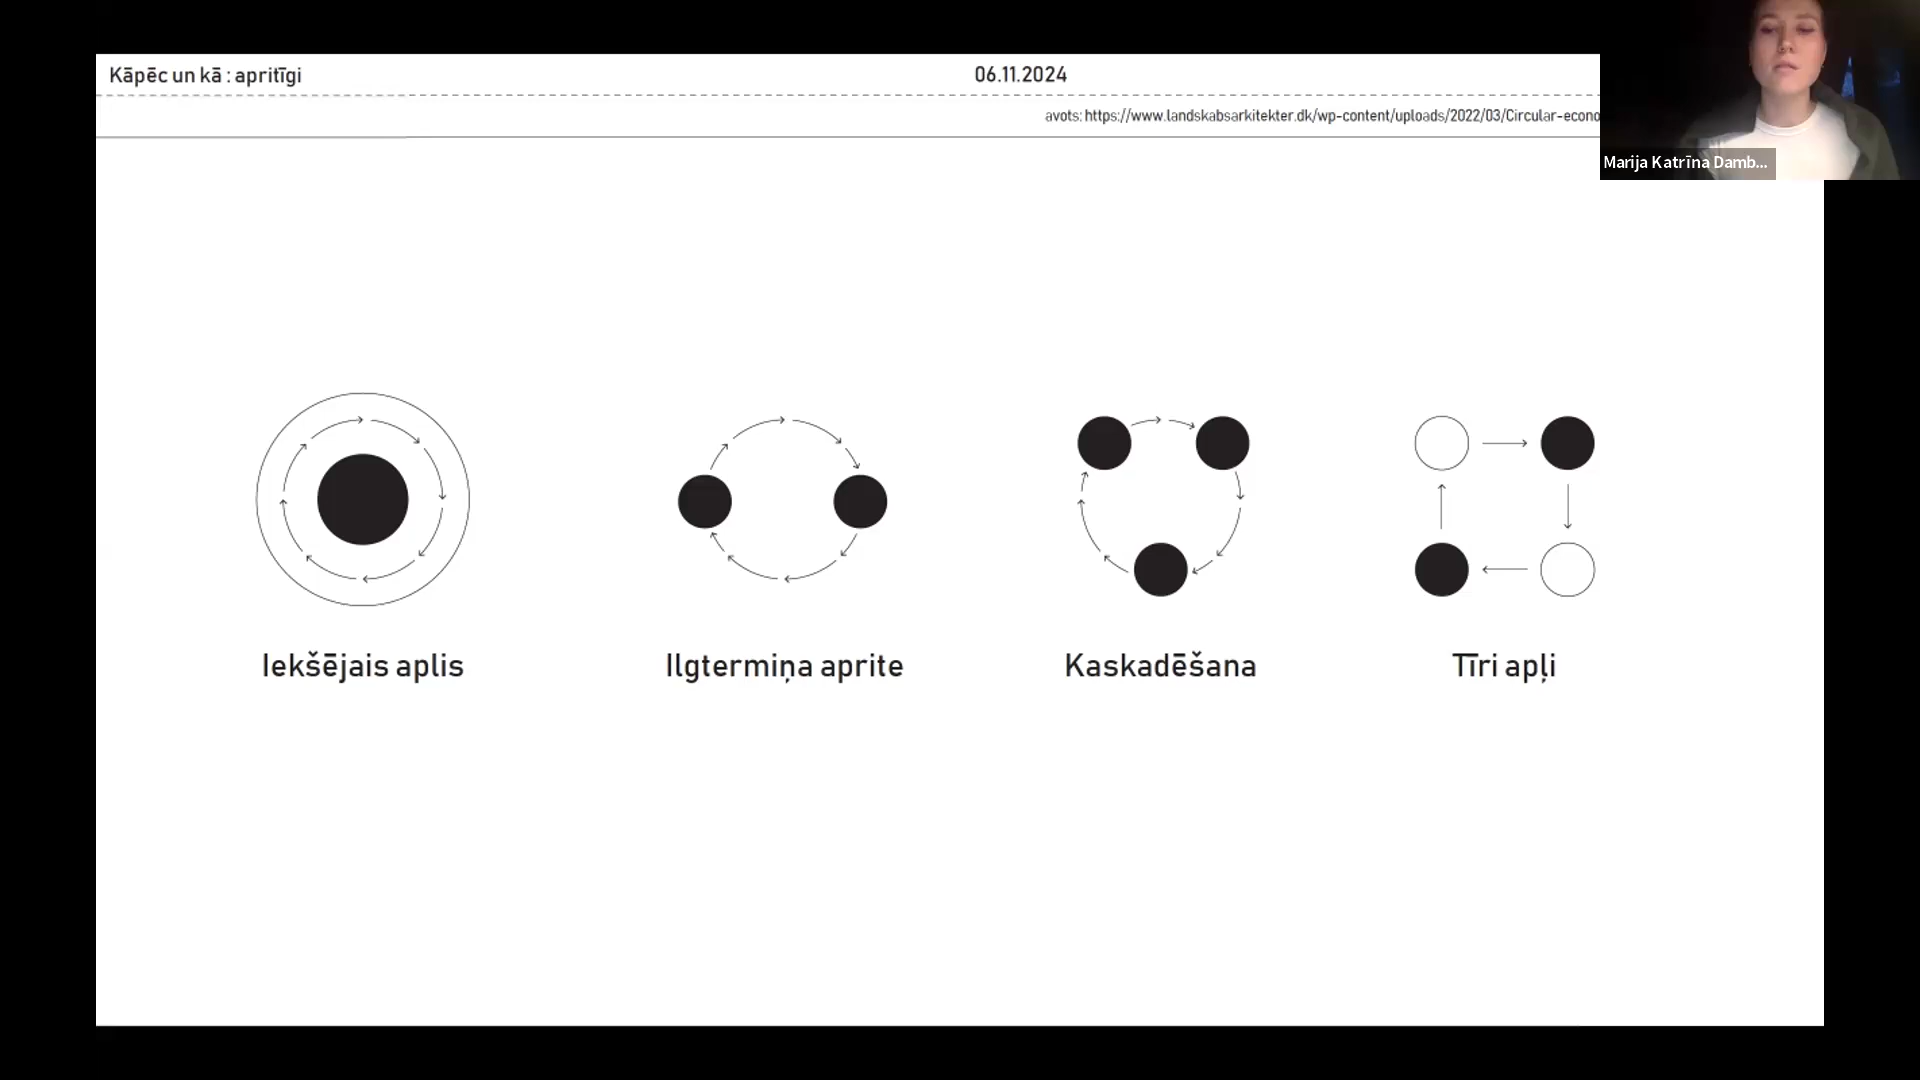 Kāpēc un kā : apritīgi
06.11.2024
avots: https://www.landskabsarkitekter.dk/wp-content/uploads/2022/03/Circular-econo
Marija Katrīna Damb...
Iekšējais aplis
Ilgtermiņa aprite
Kaskadēšana
Tīri apļi